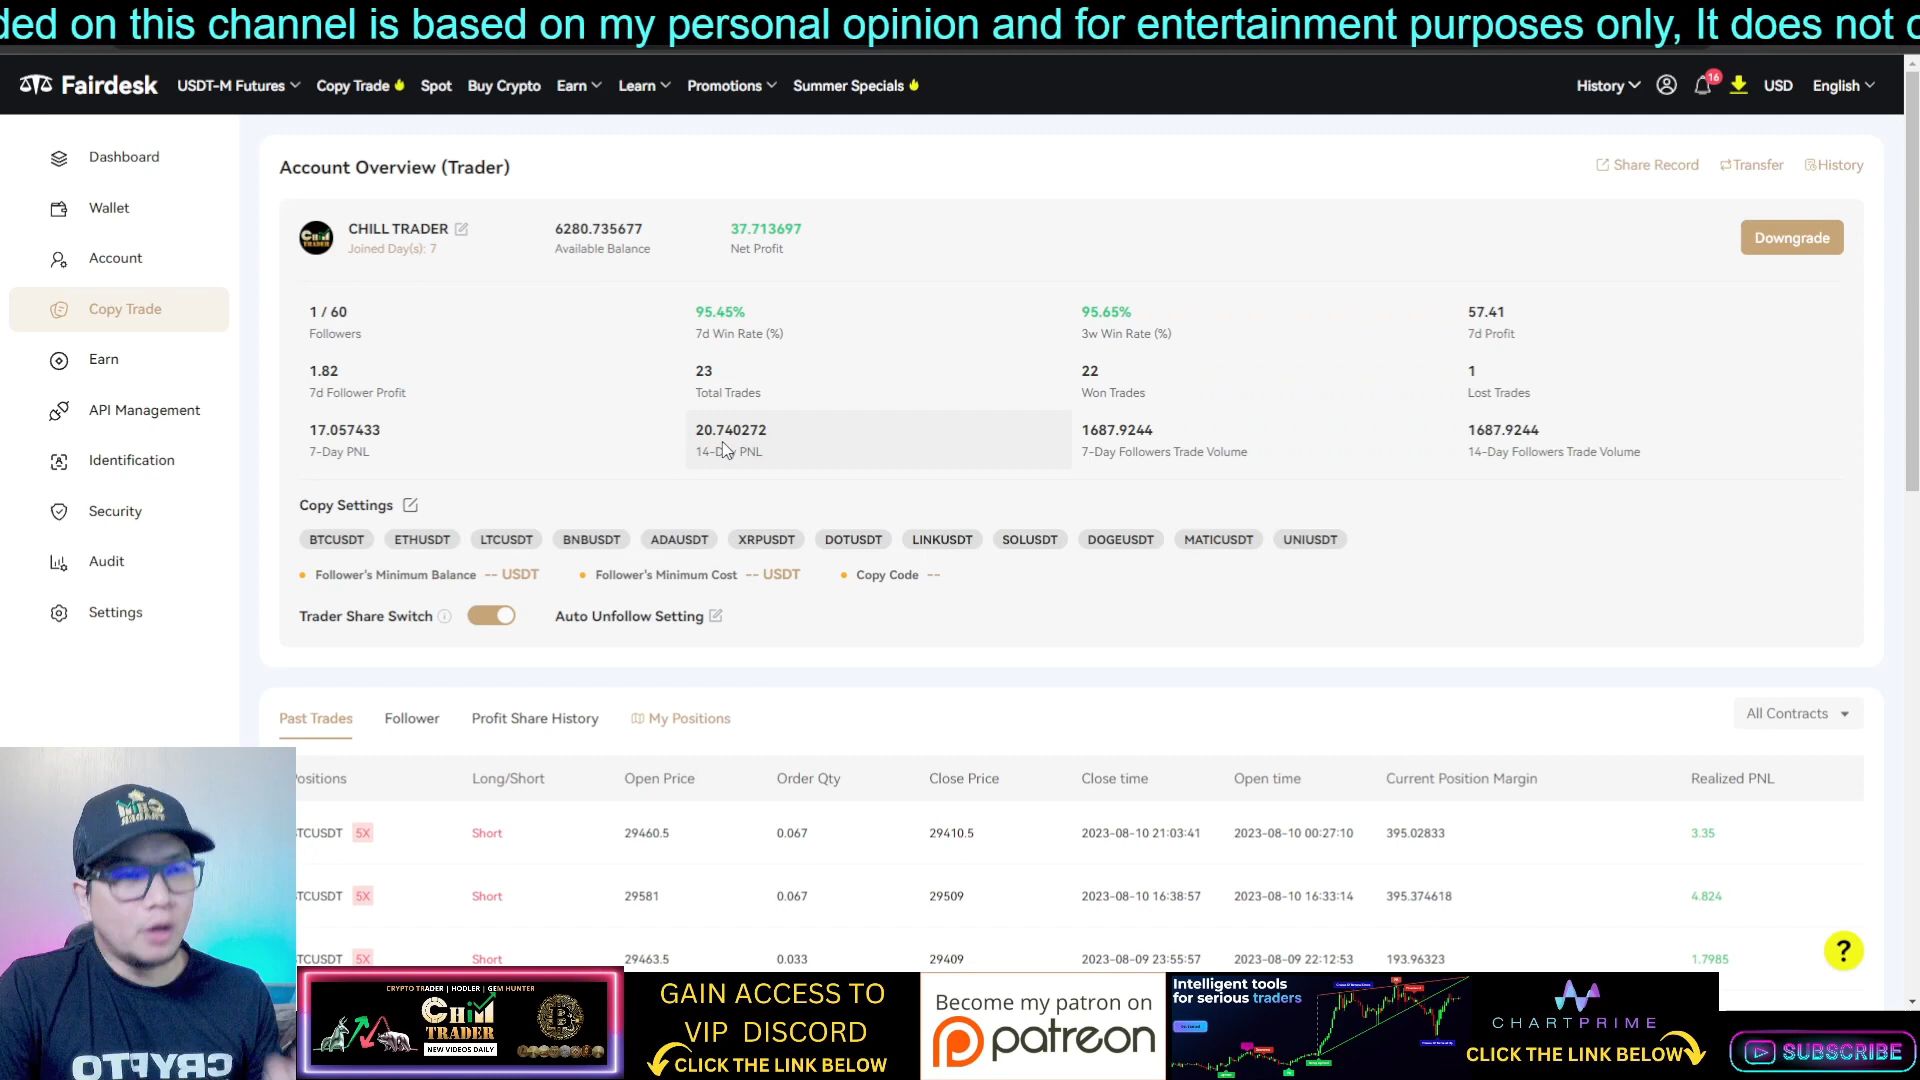 ded on this channel is based on my personal opinion and for entertainment purposes only, It does not c
Fairdesk USDT-M Futures Copy Trade Spot Buy Crypto Earn Learn Promotions Summer Specials History 16 USD English
Dashboard
Wallet
Account
Copy Trade
Earn
API Management
Identification
Security
Audit
Settings
Account Overview (Trader) Share Record Transfer History
CHILL TRADER 6280.735677 37.713697 Downgrade
Joined Day(s): 7 Available Balance Net Profit
1 / 60 95.45% 95.65% 57.41
Followers 7d Win Rate (%) 3w Win Rate (%) 7d Profit
1.82 23 22 1
7d Follower Profit Total Trades Won Trades Lost Trades
17.057433 20.740272 1687.9244 1687.9244
7-Day PNL 14-Day PNL 7-Day Followers Trade Volume 14-Day Followers Trade Volume
Copy Settings
BTCUSDT ETHUSDT LTCUSDT BNBUSDT ADAUSDT XRPUSDT DOTUSDT LINKUSDT SOLUSDT DOGEUSDT MATICUSDT UNIUSDT
Follower's Minimum Balance -- USDT Follower's Minimum Cost -- USDT Copy Code --
Trader Share Switch Auto Unfollow Setting
Past Trades Follower Profit Share History My Positions All Contracts
ositions Long/Short Open Price Order Qty Close Price Close time Open time Current Position Margin Realized PNL
TCUSDT 5X Short 29460.5 0.067 29410.5 2023-08-10 21:03:41 2023-08-10 00:27:10 395.02833 3.35
TCUSDT 5X Short 29581 0.067 29509 2023-08-10 16:38:57 2023-08-10 16:33:14 395.374618 4.824
TCUSDT 5X Short 29463.5 0.033 29409 2023-08-09 23:55:57 2023-08-09 22:12:53 193.96323 1.7985
?
CRYPTO TRADER | HODLER | GEM HUNTER
CHILL
TRADER
NEW VIDEOS DAILY
GAIN ACCESS TO
VIP DISCORD
CLICK THE LINK BELOW
Become my patron on
patreon
Intelligent tools
for serious traders
CHARTPRIME
CLICK THE LINK BELOW
SUBSCRIBE
CRYPTO